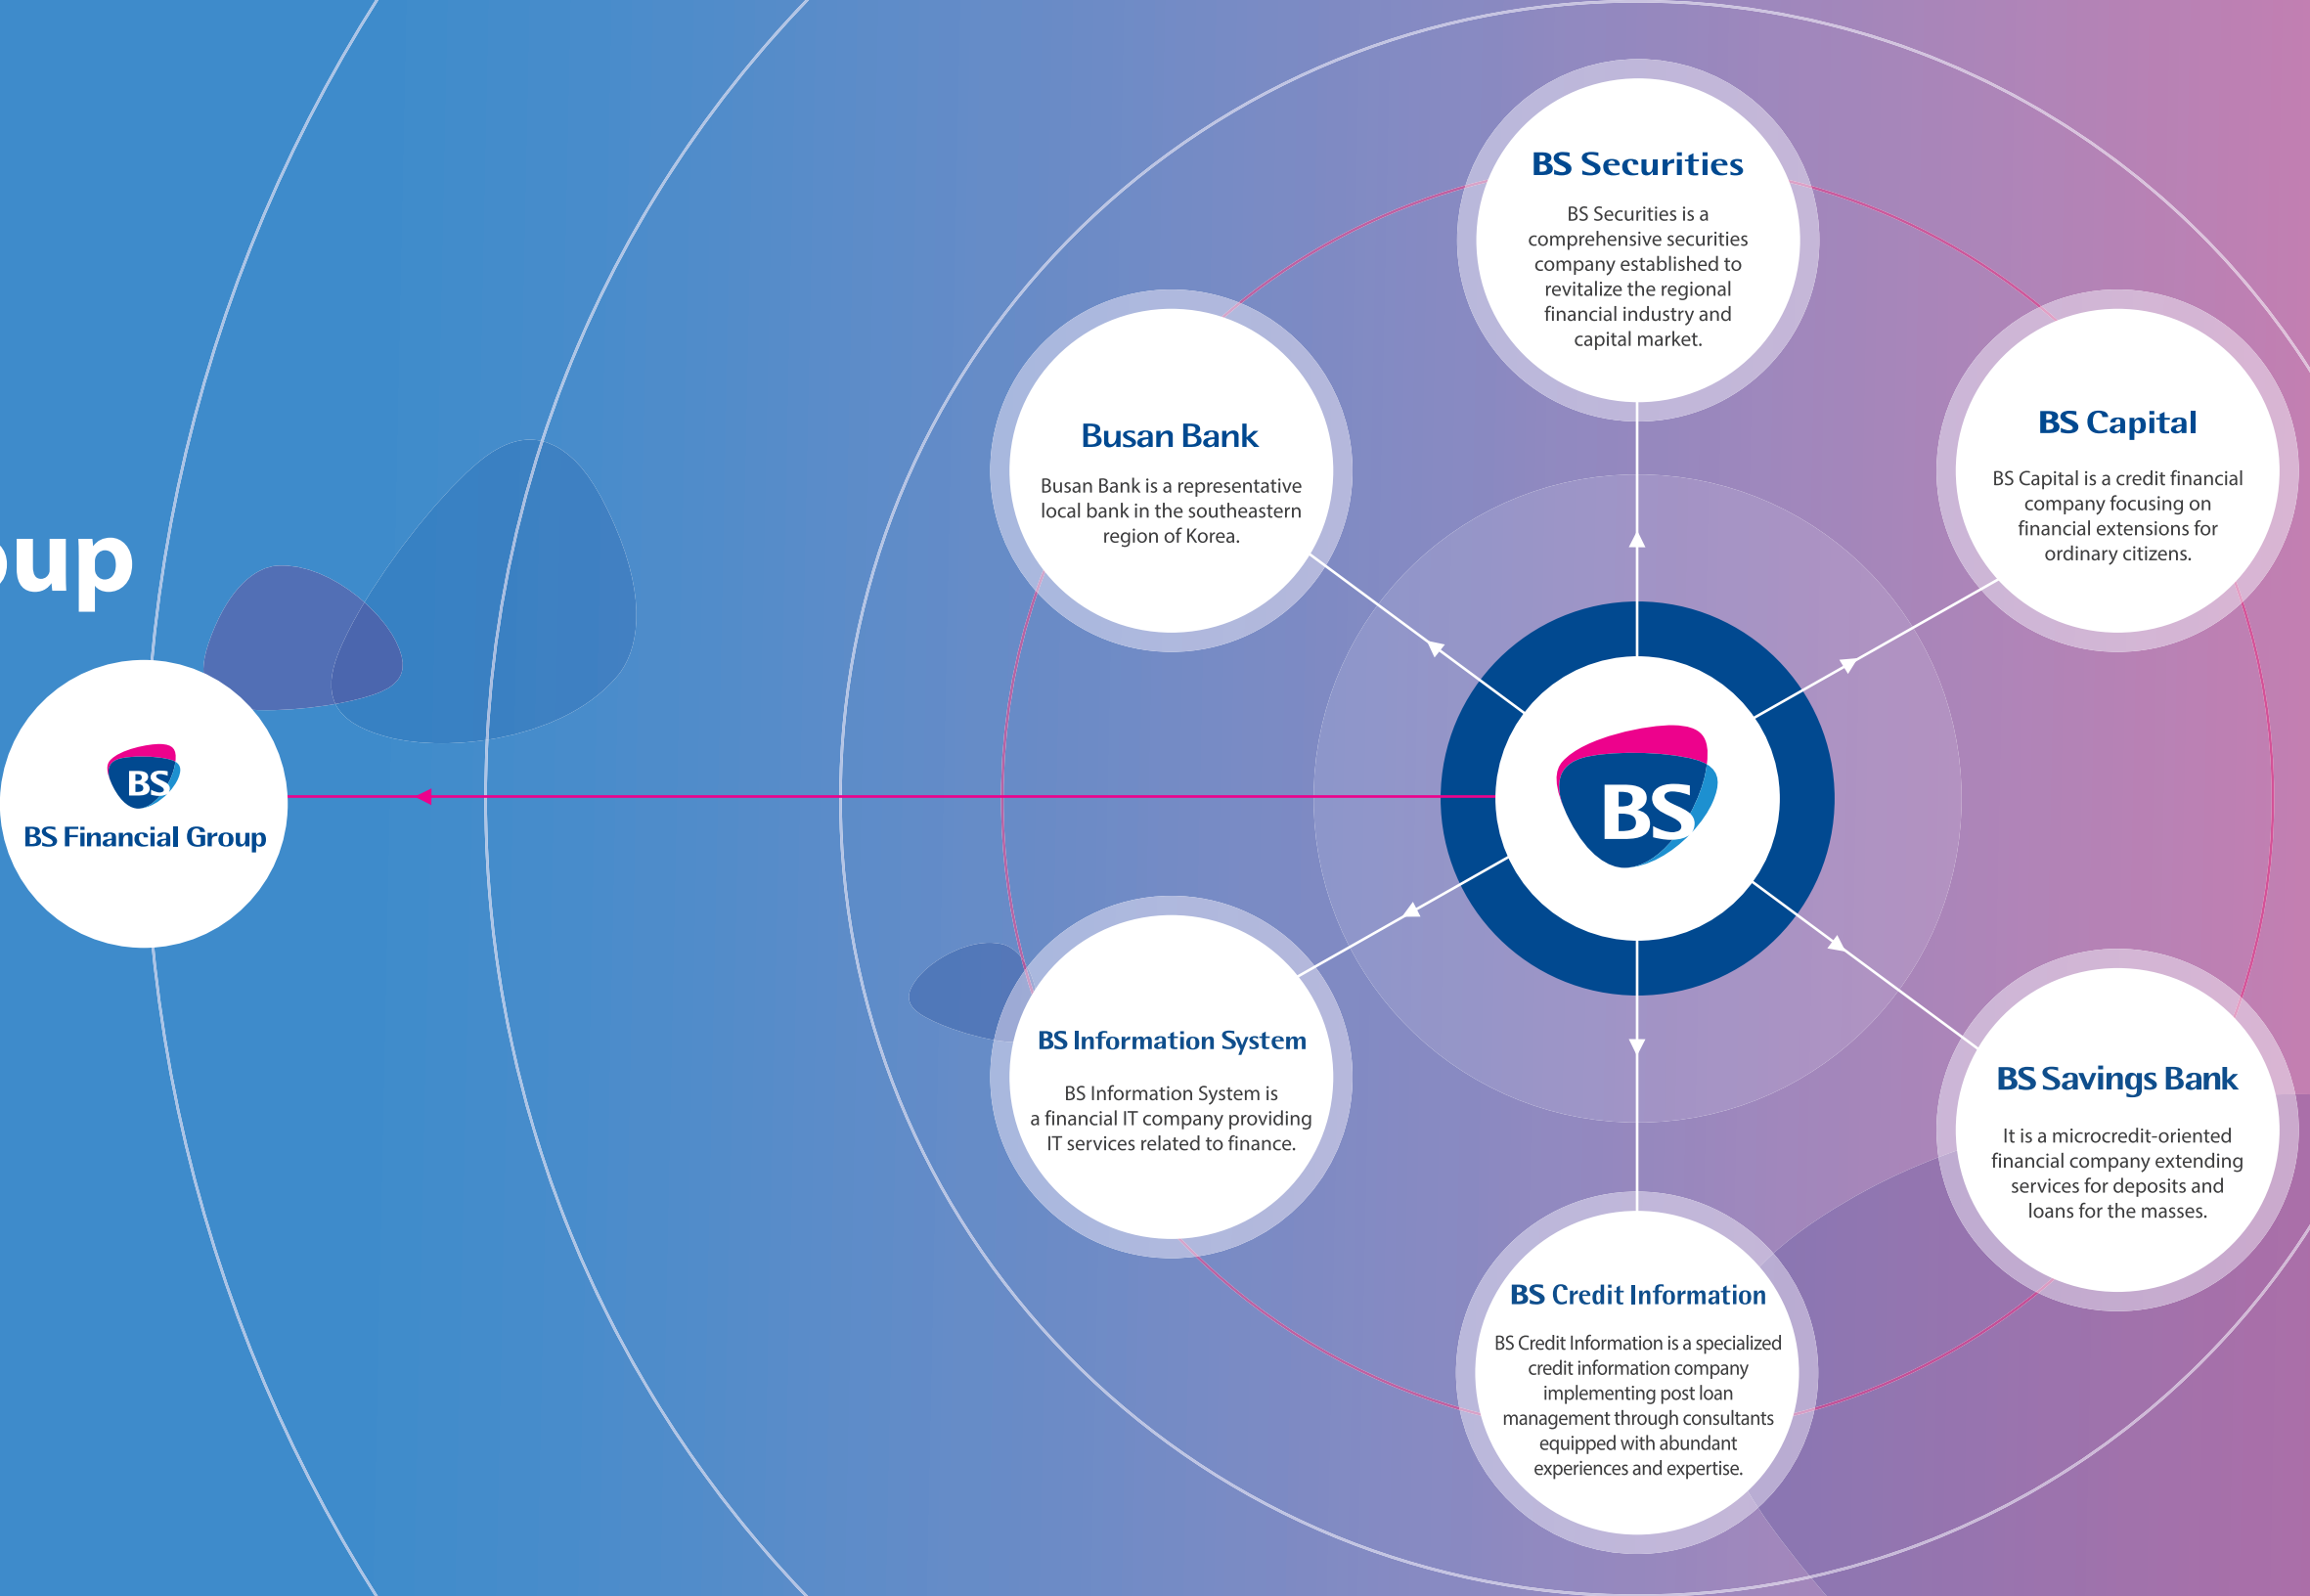 oup
BS
BS Financial Group
BS Securities
BS Securities is a
comprehensive securities
company established to
revitalize the regional
financial industry and
capital market.
Busan Bank
Busan Bank is a representative
local bank in the southeastern
region of Korea.
BS Capital
BS Capital is a credit financial
company focusing on
financial extensions for
ordinary citizens.
BS
BS Information System
BS Information System is
a financial IT company providing
IT services related to finance.
BS Savings Bank
It is a microcredit-oriented
financial company extending
services for deposits and
loans for the masses.
BS Credit Information
BS Credit Information is a specialized
credit information company
implementing post loan
management through consultants
equipped with abundant
experiences and expertise.